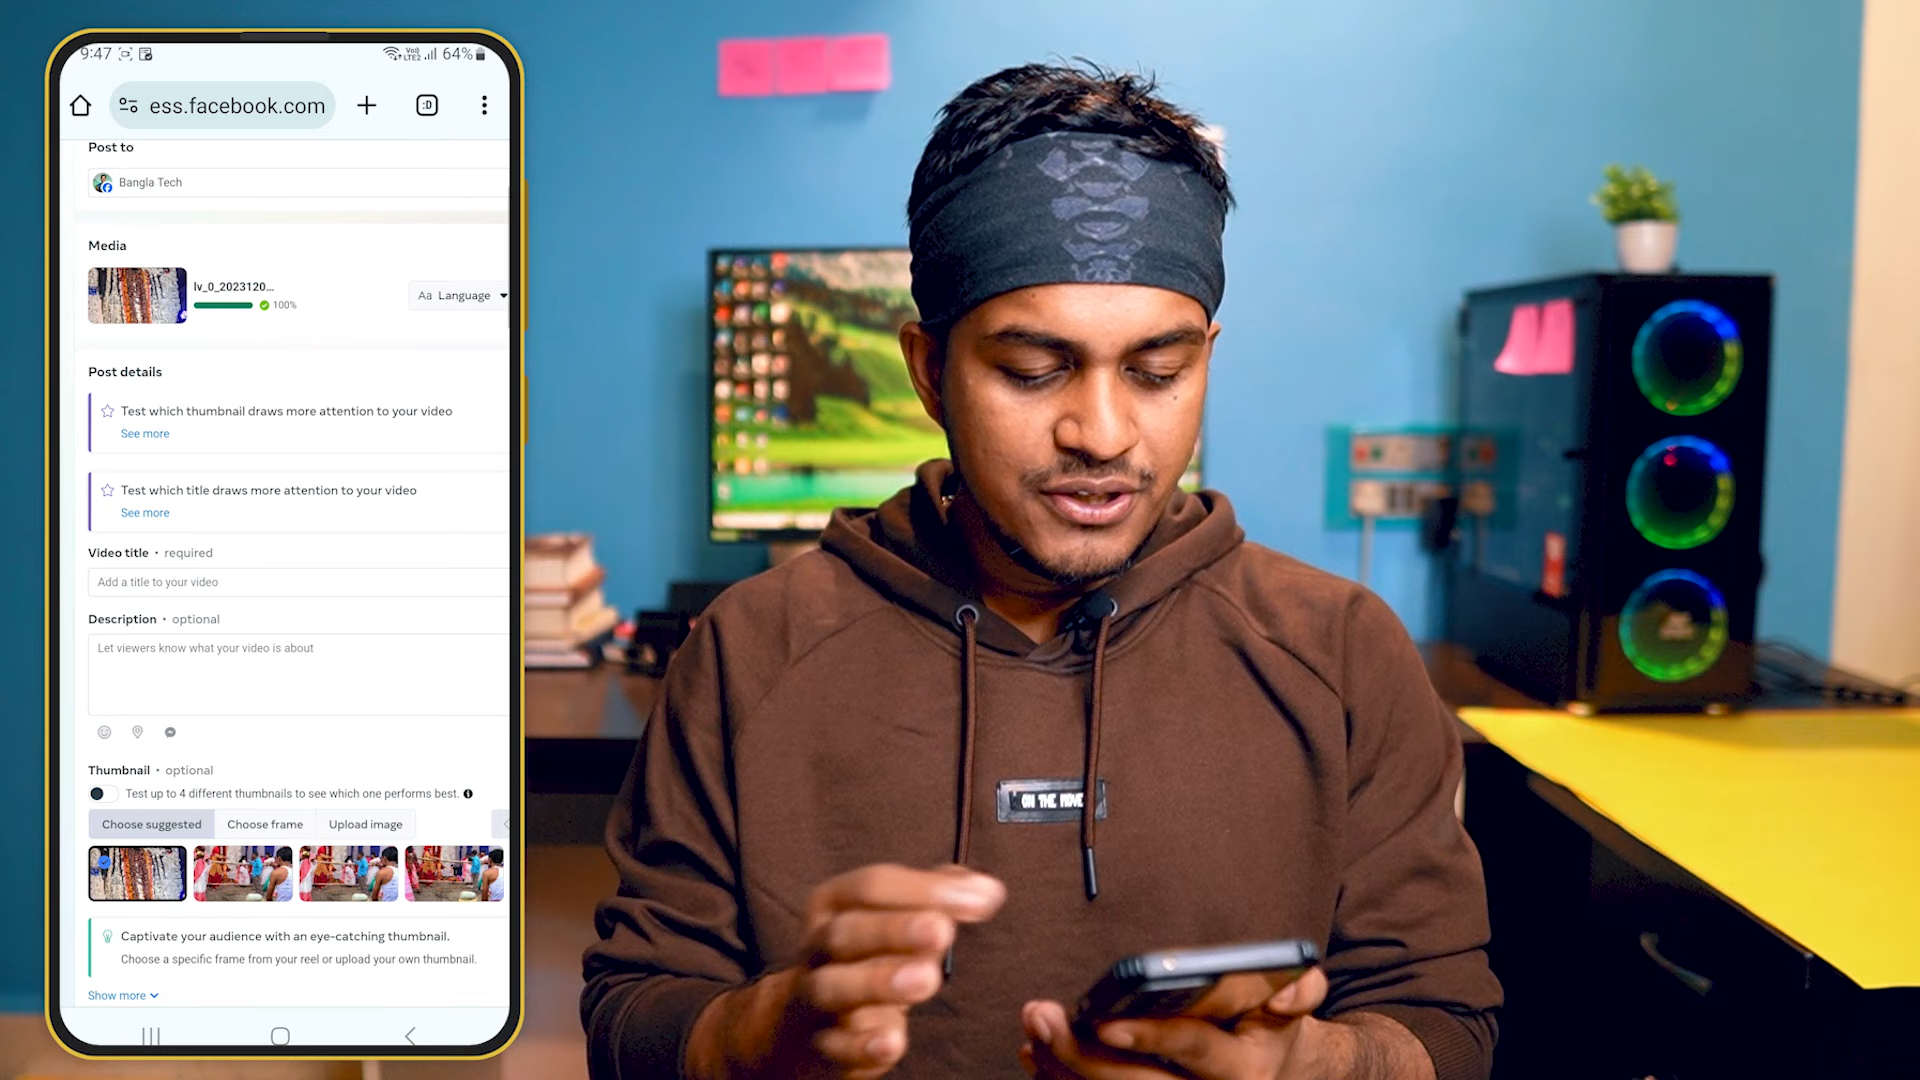 9:47
Vo)
LTE2
64%
ess.facebook.com
:D
Post to
Bangla Tech
Media
lv_0_2023120...
100%
Aa Language
Post details
Test which thumbnail draws more attention to your video
See more
Test which title draws more attention to your video
See more
Video title • required
Add a title to your video
Description • optional
Let viewers know what your video is about
Thumbnail • optional
Test up to 4 different thumbnails to see which one performs best.
Choose suggested
Choose frame
Upload image
Captivate your audience with an eye-catching thumbnail.
Choose a specific frame from your reel or upload your own thumbnail.
Show more
ON THE MOVE